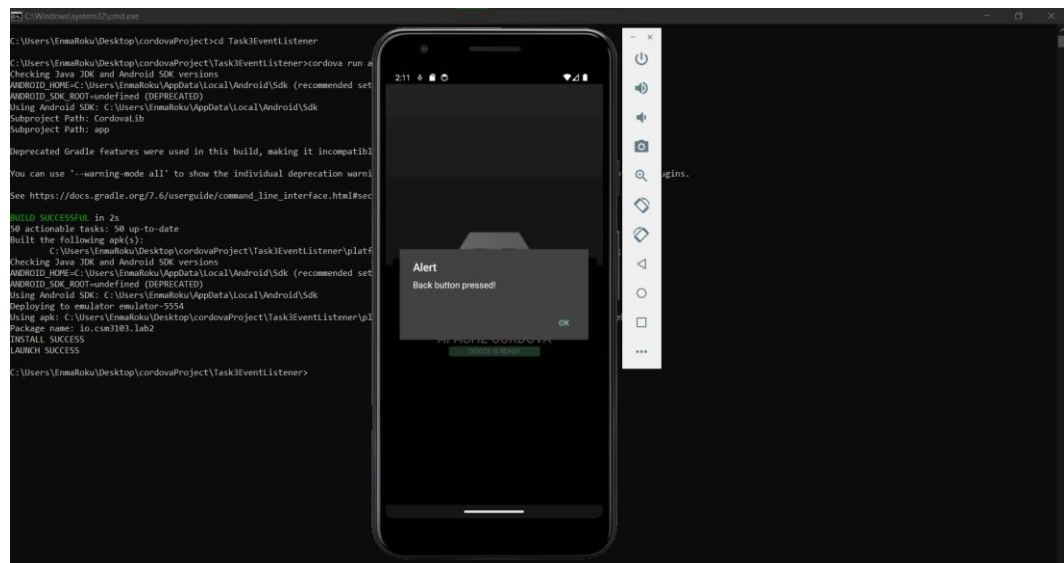 C:\Windows\system32\cmd.exe
C:\Users\EnmaRoku\Desktop\cordovaProject>cd Task3EventListener
C:\Users\EnmaRoku\Desktop\cordovaProject\Task3EventListener>cordova run a
Checking Java JDK and Android SDK versions
ANDROID_HOME=C:\Users\EnmaRoku\AppData\Local\Android\Sdk (recommended set
ANDROID_SDK_ROOT=undefined (DEPRECATED)
Using Android SDK: C:\Users\EnmaRoku\AppData\Local\Android\Sdk
Subproject Path: CordovaLib
Subproject Path: app
Deprecated Gradle features were used in this build, making it incompatibl
You can use '--warning-mode all' to show the individual deprecation warni
ugins.
See https://docs.gradle.org/7.6/userguide/command_line_interface.html#sec
BUILD SUCCESSFUL in 2s
50 actionable tasks: 50 up-to-date
Built the following apk(s):
C:\Users\EnmaRoku\Desktop\cordovaProject\Task3EventListener\platf
Checking Java JDK and Android SDK versions
ANDROID_HOME=C:\Users\EnmaRoku\AppData\Local\Android\Sdk (recommended set
ANDROID_SDK_ROOT=undefined (DEPRECATED)
Using Android SDK: C:\Users\EnmaRoku\AppData\Local\Android\Sdk
Deploying to emulator emulator-5554
Using apk: C:\Users\EnmaRoku\Desktop\cordovaProject\Task3EventListener\pl
Package name: io.csm3103.lab2
INSTALL SUCCESS
LAUNCH SUCCESS
C:\Users\EnmaRoku\Desktop\cordovaProject\Task3EventListener>
2:11
Alert
Back button pressed!
OK
APACHE CORDOVA
DEVICE IS READY